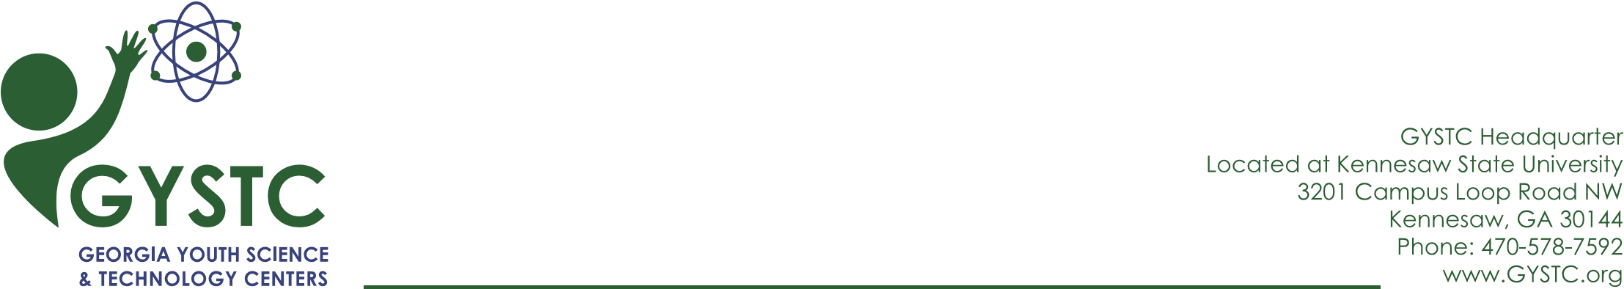 GYSTC
GEORGIA YOUTH SCIENCE
& TECHNOLOGY CENTERS
GYSTC Headquarter
Located at Kennesaw State University
3201 Campus Loop Road NW
Kennesaw, GA 30144
Phone: 470-578-7592
www.GYSTC.org